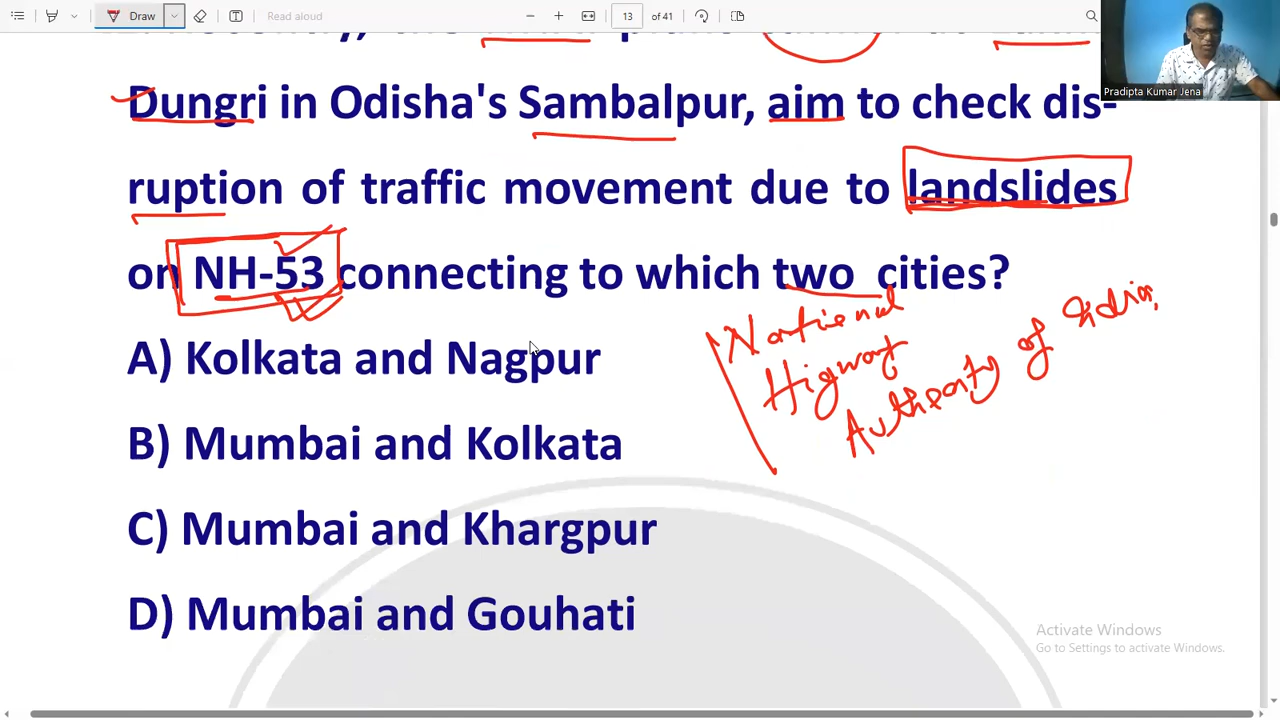 Draw
Read aloud
13 of 41
Pradipta Kumar Jena
Dungri in Odisha's Sambalpur, aim to check dis-
ruption of traffic movement due to landslides
on NH-53 connecting to which two cities?
National
Higway
Authority of India
A) Kolkata and Nagpur
B) Mumbai and Kolkata
C) Mumbai and Khargpur
D) Mumbai and Gouhati
Activate Windows
Go to Settings to activate Windows.